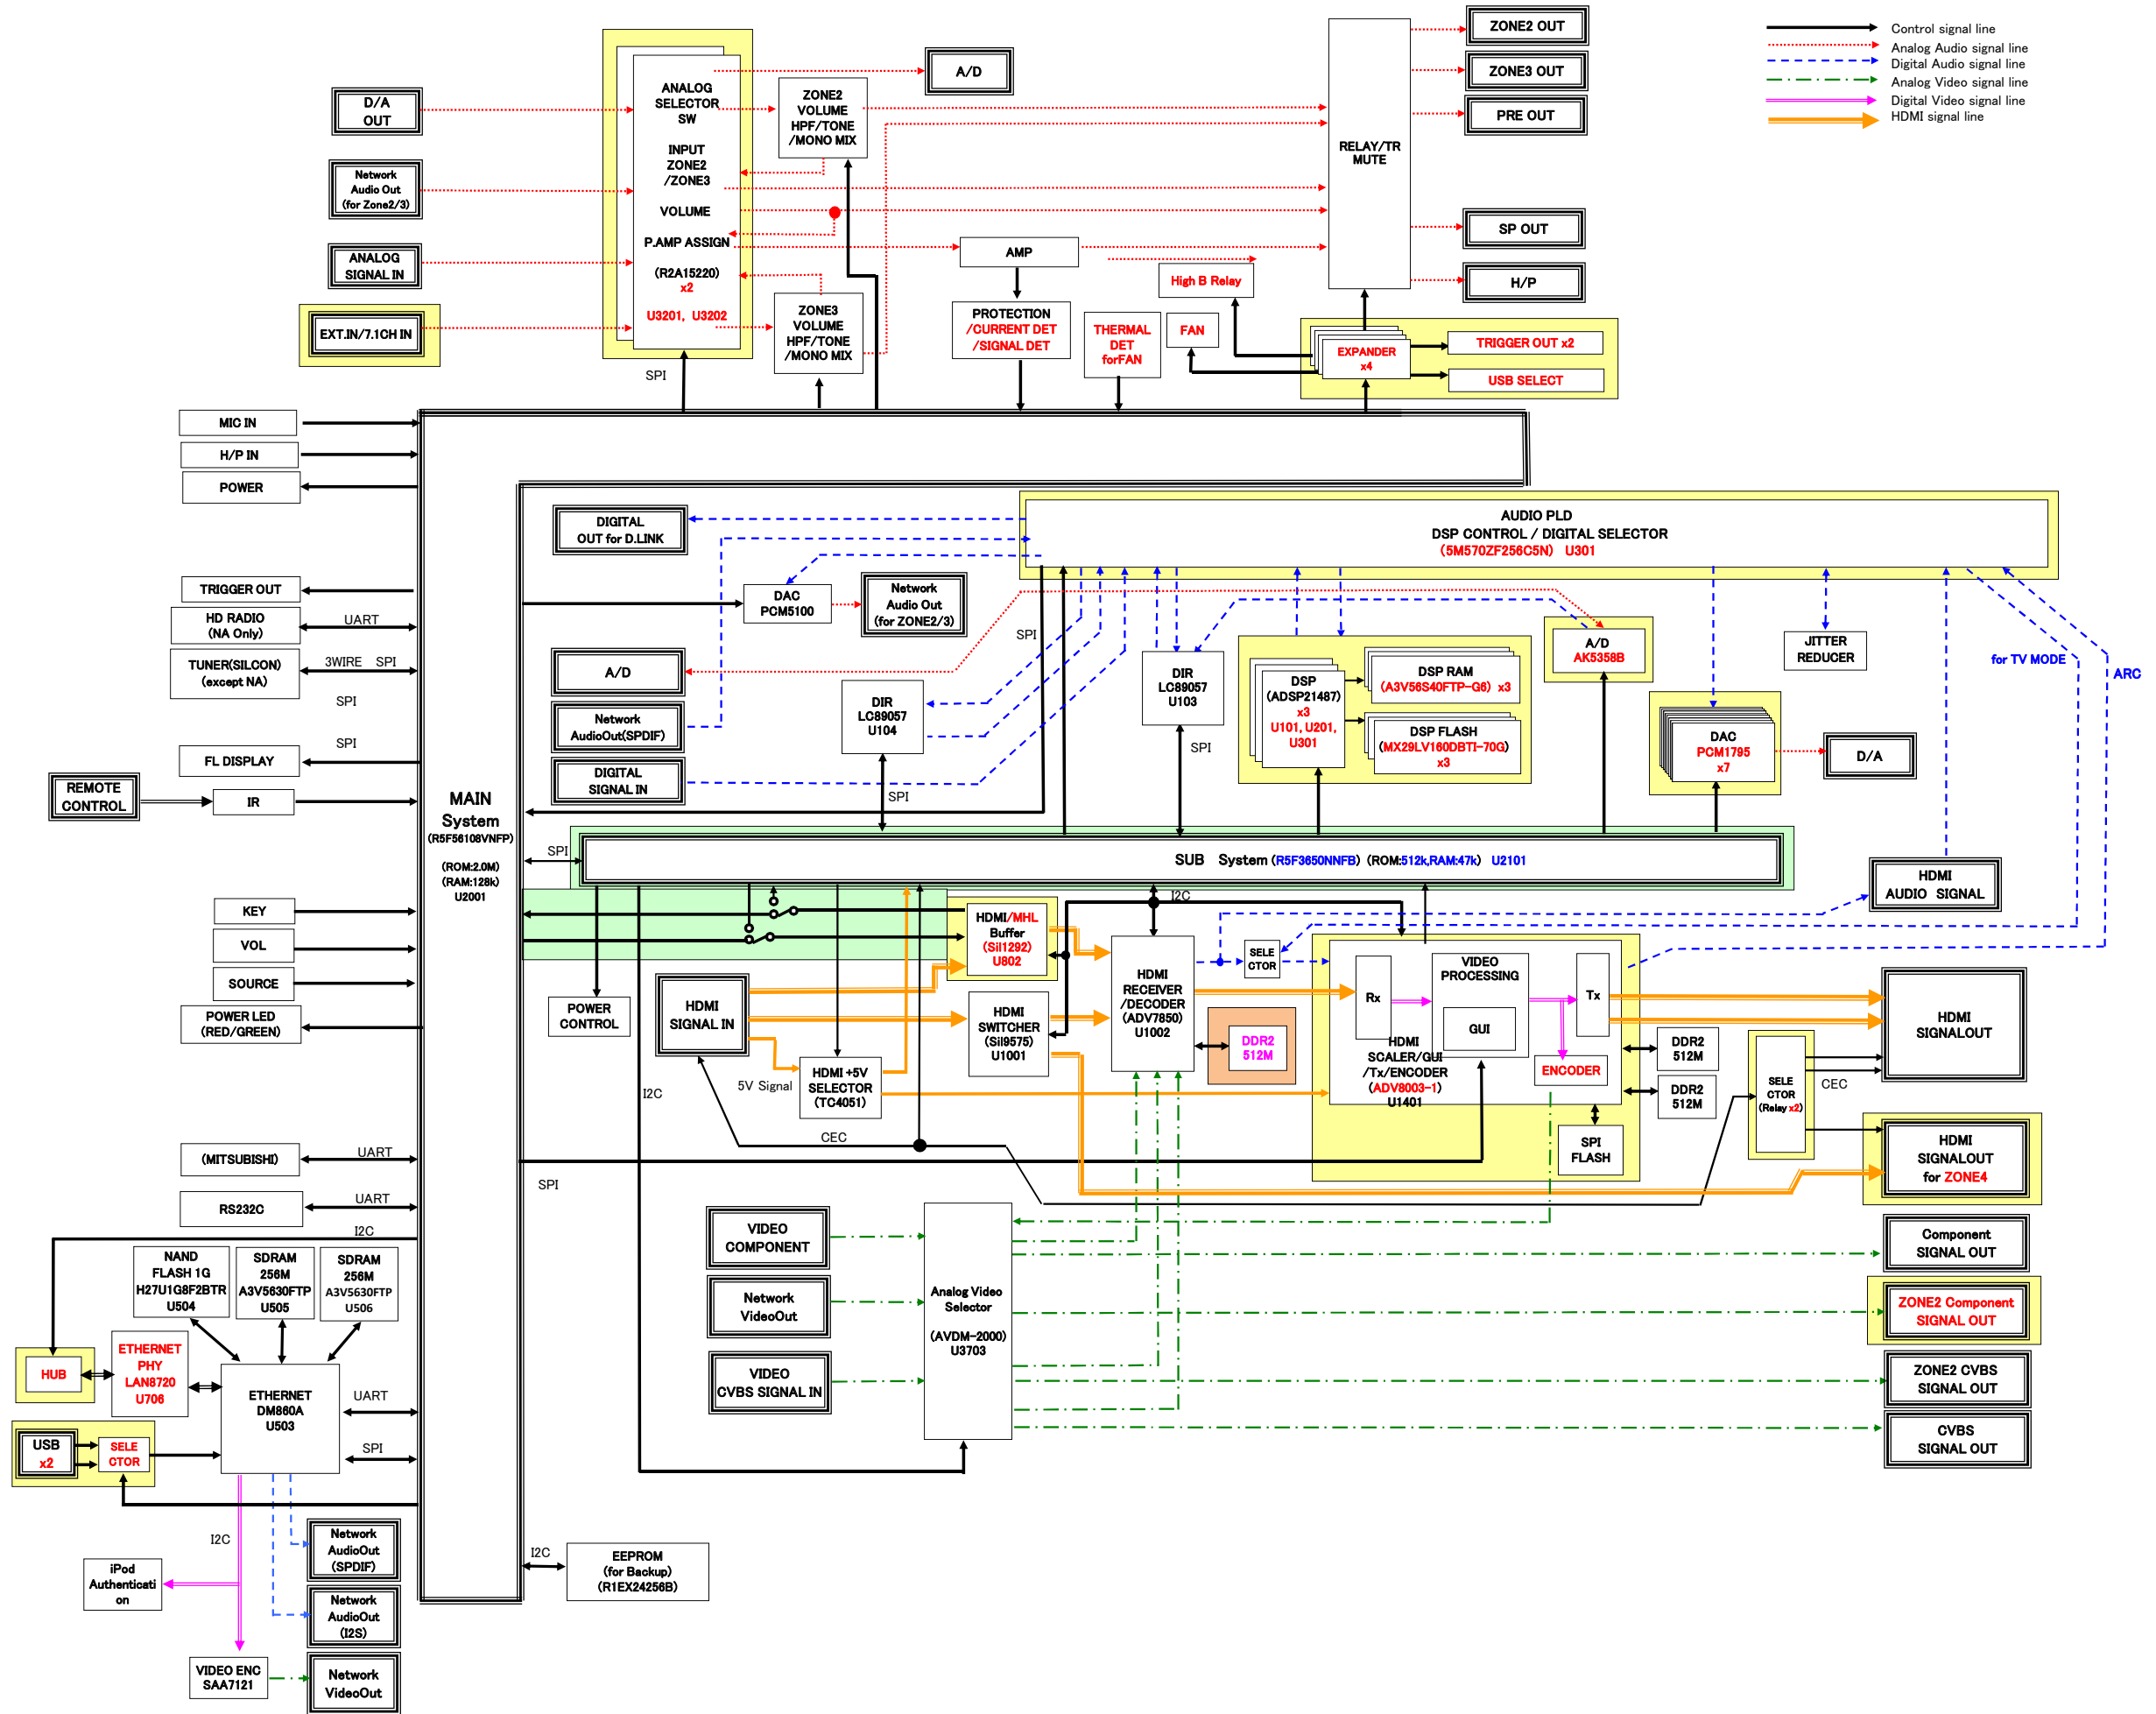 ZONE2 OUT
ZONE3 OUT
PRE OUT
SP OUT
H/P
Control signal line
Analog Audio signal line
Digital Audio signal line
Analog Video signal line
Digital Video signal line
HDMI signal line
D/A
OUT
Network
Audio Out
(for Zone2/3)
ANALOG
SIGNAL IN
EXT.IN/7.1CH IN
ANALOG
SELECTOR
SW
INPUT
ZONE2
/ZONE3
VOLUME
P.AMP ASSIGN
(R2A15220)
x2
U3201, U3202
A/D
ZONE2
VOLUME
HPF/TONE
/MONO MIX
ZONE3
VOLUME
HPF/TONE
/MONO MIX
RELAY/TR
MUTE
AMP
PROTECTION
/CURRENT DET
/SIGNAL DET
THERMAL
DET
forFAN
High B Relay
FAN
EXPANDER
x4
TRIGGER OUT x2
USB SELECT
SPI
MIC IN
H/P IN
POWER
TRIGGER OUT
HD RADIO
(NA Only)
UART
TUNER(SILCON)
(except NA)
3WIRE SPI
SPI
SPI
FL DISPLAY
REMOTE
CONTROL
IR
KEY
VOL
SOURCE
POWER LED
(RED/GREEN)
(MITSUBISHI)
UART
RS232C
UART
I2C
MAIN
System
(R5F56108VNFP)
(ROM:2.0M)
(RAM:128k)
U2001
DIGITAL
OUT for D.LINK
DAC
PCM5100
Network
Audio Out
(for ZONE2/3)
A/D
Network
AudioOut(SPDIF)
DIGITAL
SIGNAL IN
AUDIO PLD
DSP CONTROL / DIGITAL SELECTOR
(5M570ZF256C5N) U301
SPI
DIR
LC89057
U104
SPI
DIR
LC89057
U103
SPI
DSP
(ADSP21487)
x3
U101, U201,
U301
DSP RAM
(A3V56S40FTP-G6) x3
DSP FLASH
(MX29LV160DBTI-70G)
x3
A/D
AK5358B
DAC
PCM1795
x7
JITTER
REDUCER
D/A
for TV MODE
ARC
SPI
SUB System (R5F3650NNFB) (ROM:512k,RAM:47k) U2101
HDMI
AUDIO SIGNAL
I2C
HDMI/MHL
Buffer
(Sil1292)
U802
POWER
CONTROL
HDMI
SIGNAL IN
HDMI
SWITCHER
(Sil9575)
U1001
HDMI
RECEIVER
/DECODER
(ADV7850)
U1002
SELE
CTOR
DDR2
512M
Rx
VIDEO
PROCESSING
GUI
Tx
HDMI
SCALER/GUI
/Tx/ENCODER
(ADV8003-1)
U1401
ENCODER
DDR2
512M
DDR2
512M
SPI
FLASH
5V Signal
HDMI +5V
SELECTOR
(TC4051)
I2C
CEC
SPI
SELE
CTOR
(Relay x2)
CEC
HDMI
SIGNALOUT
HDMI
SIGNALOUT
for ZONE4
VIDEO
COMPONENT
Network
VideoOut
VIDEO
CVBS SIGNAL IN
Analog Video
Selector
(AVDM-2000)
U3703
Component
SIGNAL OUT
ZONE2 Component
SIGNAL OUT
ZONE2 CVBS
SIGNAL OUT
CVBS
SIGNAL OUT
NAND
FLASH 1G
H27U1G8F2BTR
U504
SDRAM
256M
A3V5630FTP
U505
SDRAM
256M
A3V5630FTP
U506
HUB
ETHERNET
PHY
LAN8720
U706
ETHERNET
DM860A
U503
UART
SPI
USB
x2
SELE
CTOR
I2C
iPod
Authenticati
on
Network
AudioOut
(SPDIF)
Network
AudioOut
(I2S)
VIDEO ENC
SAA7121
Network
VideoOut
I2C
EEPROM
(for Backup)
(R1EX24256B)